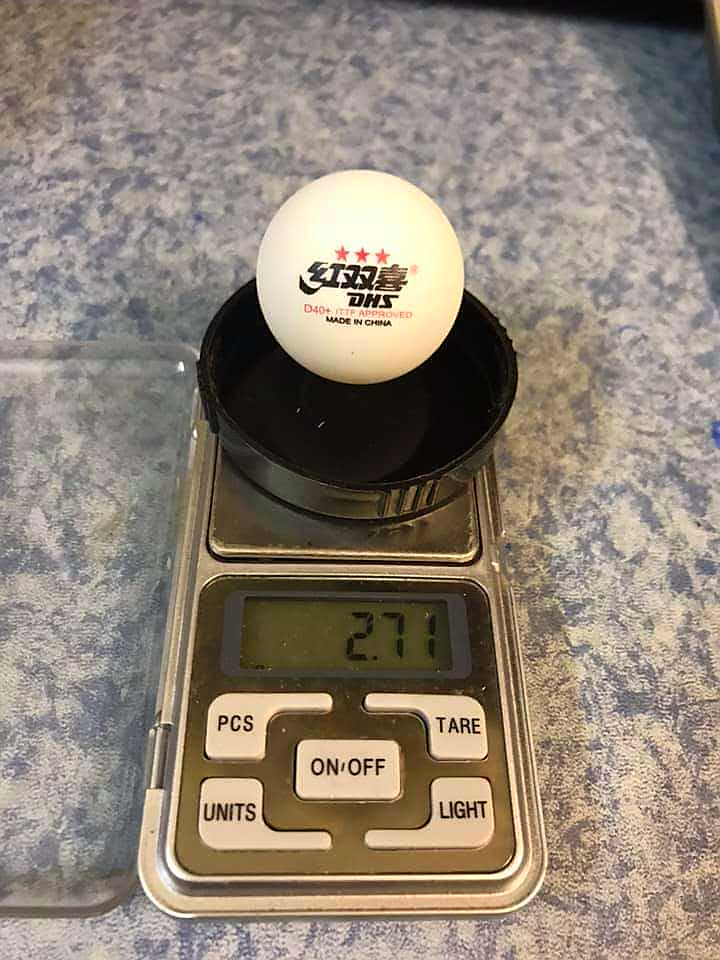 ★★★
红双喜®
DHS
D40+ ITTF APPROVED
MADE IN CHINA
2.71
PCS
TARE
ON/OFF
UNITS
LIGHT